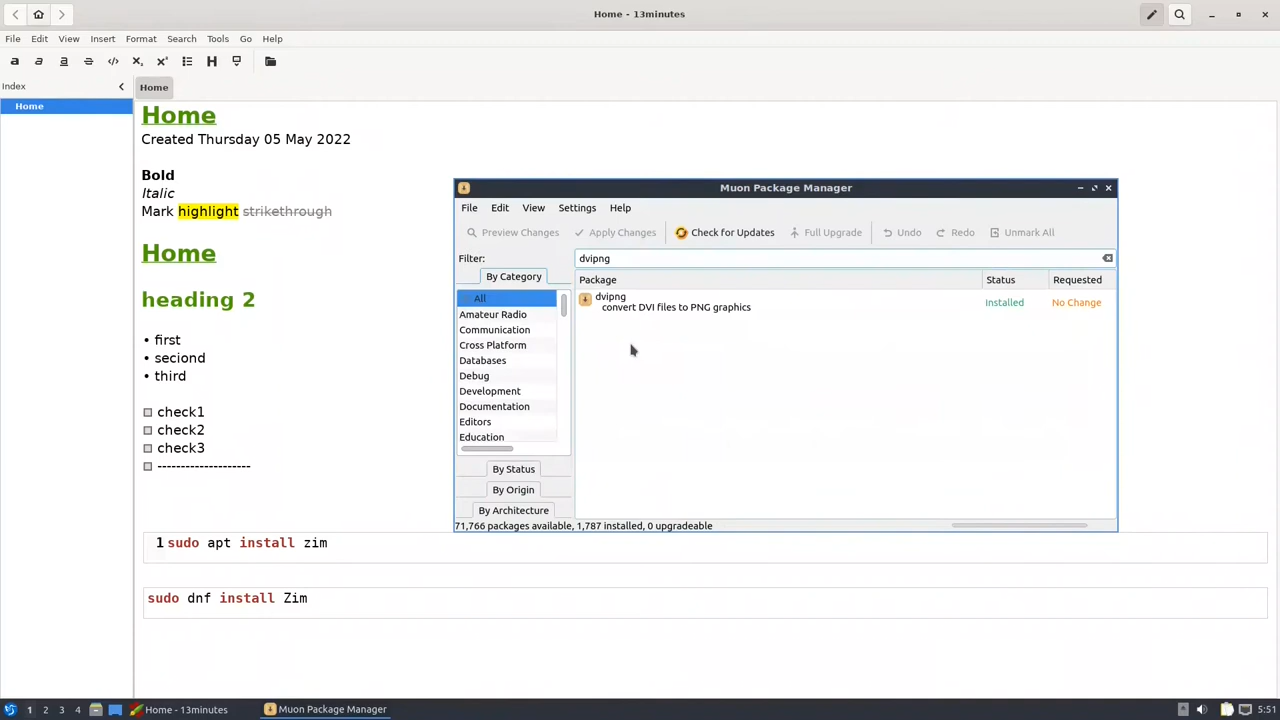 Home - 13minutes
File Edit View Insert Format Search Tools Go Help
Index
Home
Home
Home
Created Thursday 05 May 2022
Bold
Italic
Mark highlight strikethrough
Home
heading 2
• first
• seciond
• third
check1
check2
check3
--------------------
1 sudo apt install zim
sudo dnf install Zim
Muon Package Manager
File Edit View Settings Help
Preview Changes Apply Changes Check for Updates Full Upgrade Undo Redo Unmark All
Filter: dvipng
By Category
All
Amateur Radio
Communication
Cross Platform
Databases
Debug
Development
Documentation
Editors
Education
By Status
By Origin
By Architecture
Package Status Requested
dvipng Installed No Change
convert DVI files to PNG graphics
71,766 packages available, 1,787 installed, 0 upgradeable
1 2 3 4 Home - 13minutes Muon Package Manager 5:51